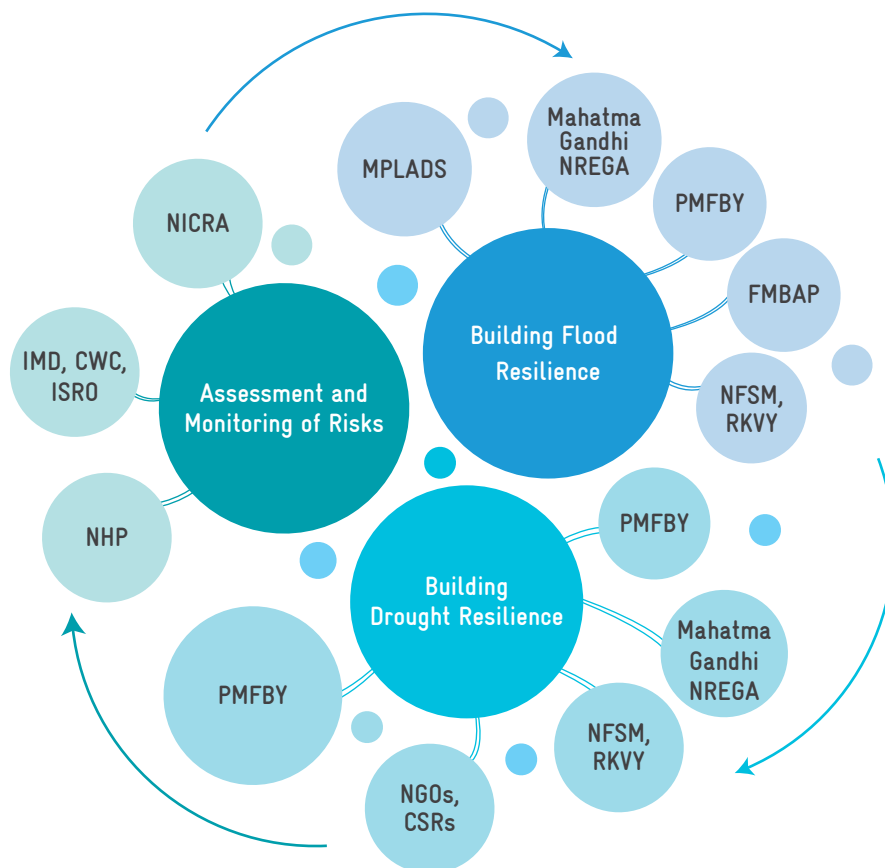 NICRA
IMD, CWC,
ISRO
NHP
Assessment and
Monitoring of Risks
MPLADS
Mahatma
Gandhi
NREGA
PMFBY
FMBAP
NFSM,
RKVY
Building Flood
Resilience
PMFBY
Mahatma
Gandhi
NREGA
NFSM,
RKVY
NGOs,
CSRs
PMFBY
Building
Drought Resilience